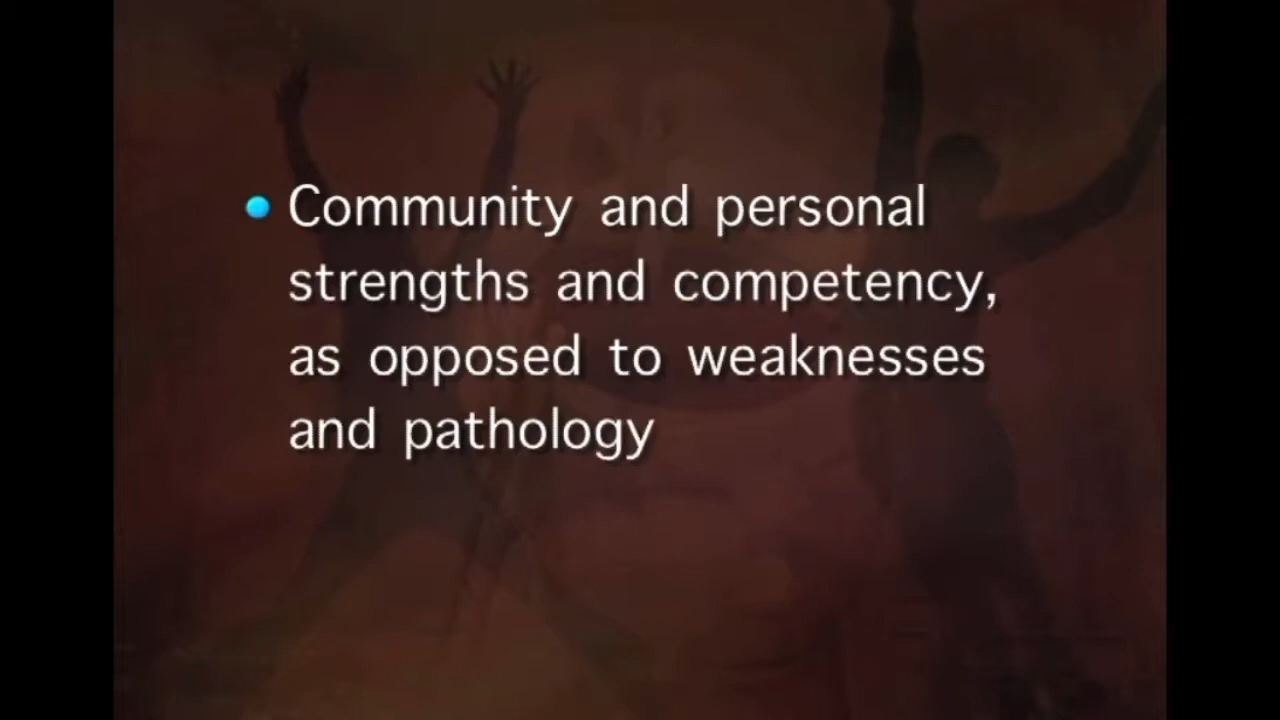 • Community and personal
strengths and competency,
as opposed to weaknesses
and pathology